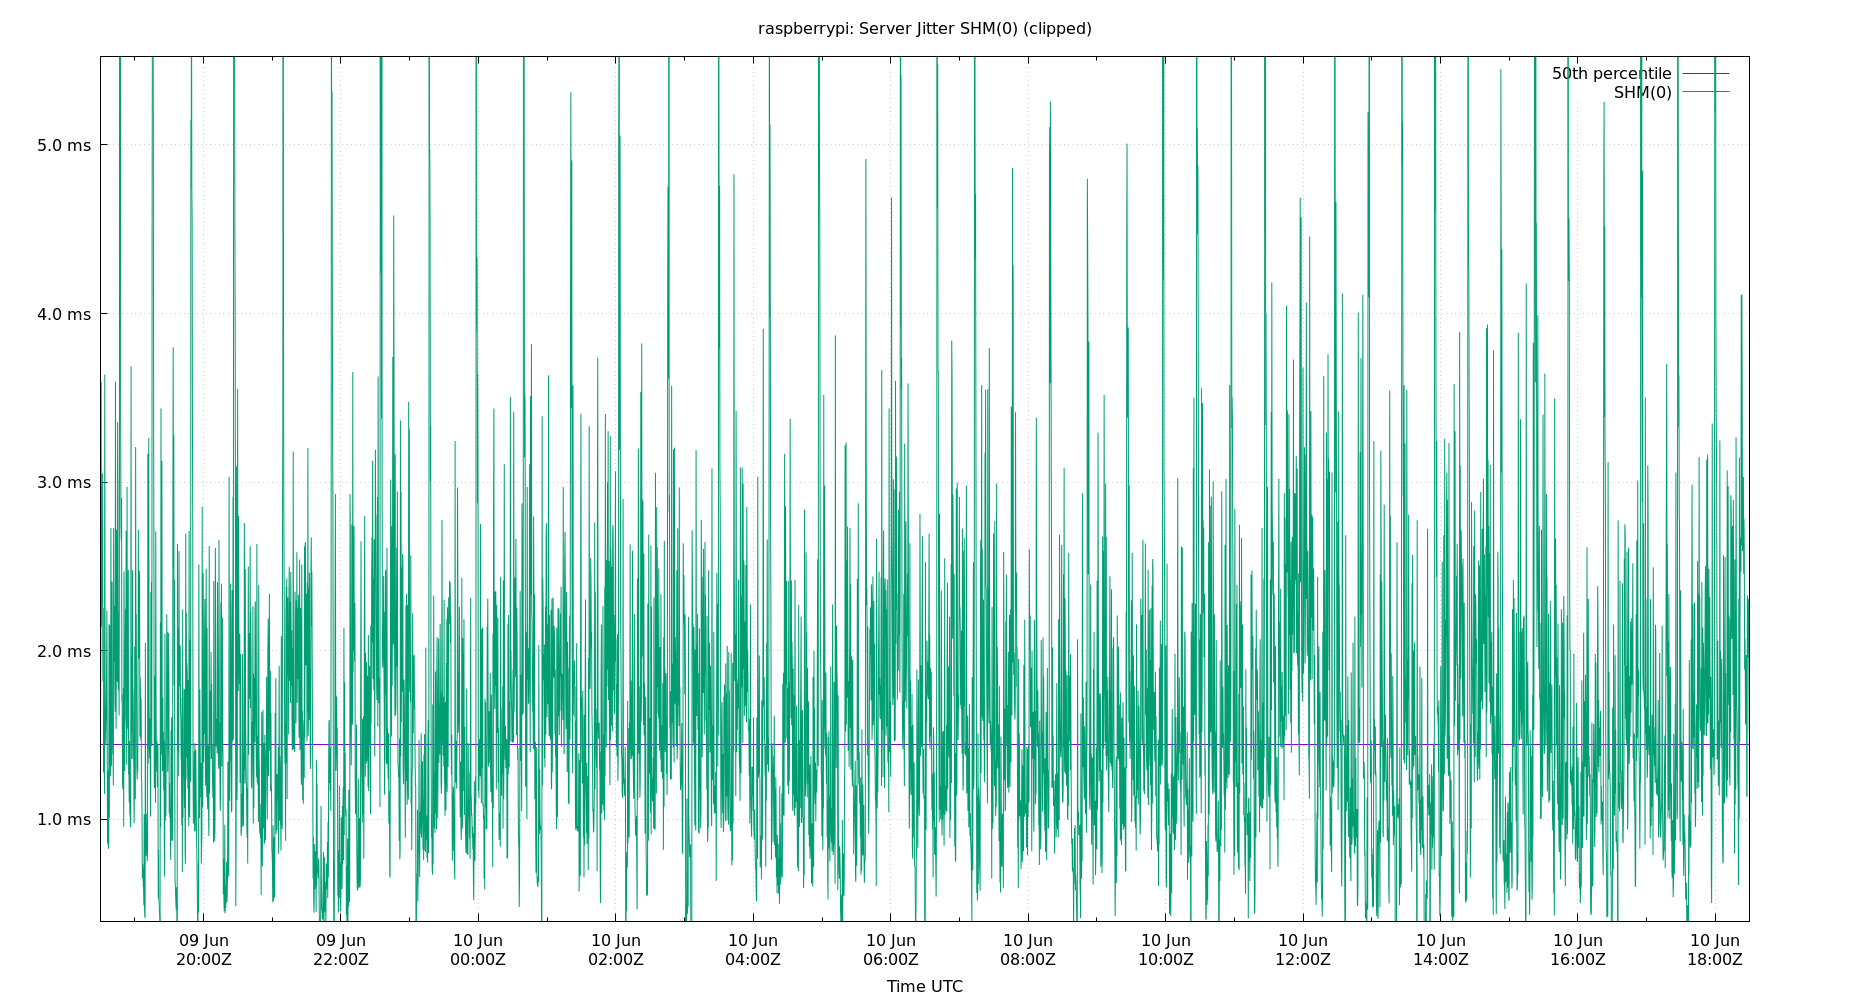 raspberrypi: Server Jitter SHM(0) (clipped)
50th percentile
SHM(0)
5.0 ms
4.0 ms
3.0 ms
2.0 ms
1.0 ms
09 Jun 09 Jun 10 Jun 10 Jun 10 Jun 10 Jun 10 Jun 10 Jun 10 Jun 10 Jun 10 Jun 10 Jun
20:00Z 22:00Z 00:00Z 02:00Z 04:00Z 06:00Z 08:00Z 10:00Z 12:00Z 14:00Z 16:00Z 18:00Z
Time UTC